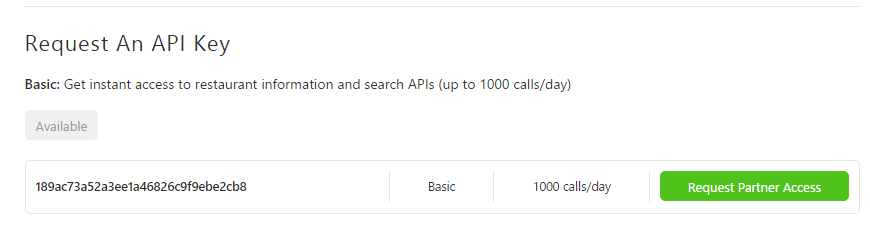 Request An API Key
Basic: Get instant access to restaurant information and search APIs (up to 1000 calls/day)
Available
189ac73a52a3ee1a46826c9f9ebe2cb8 Basic 1000 calls/day Request Partner Access